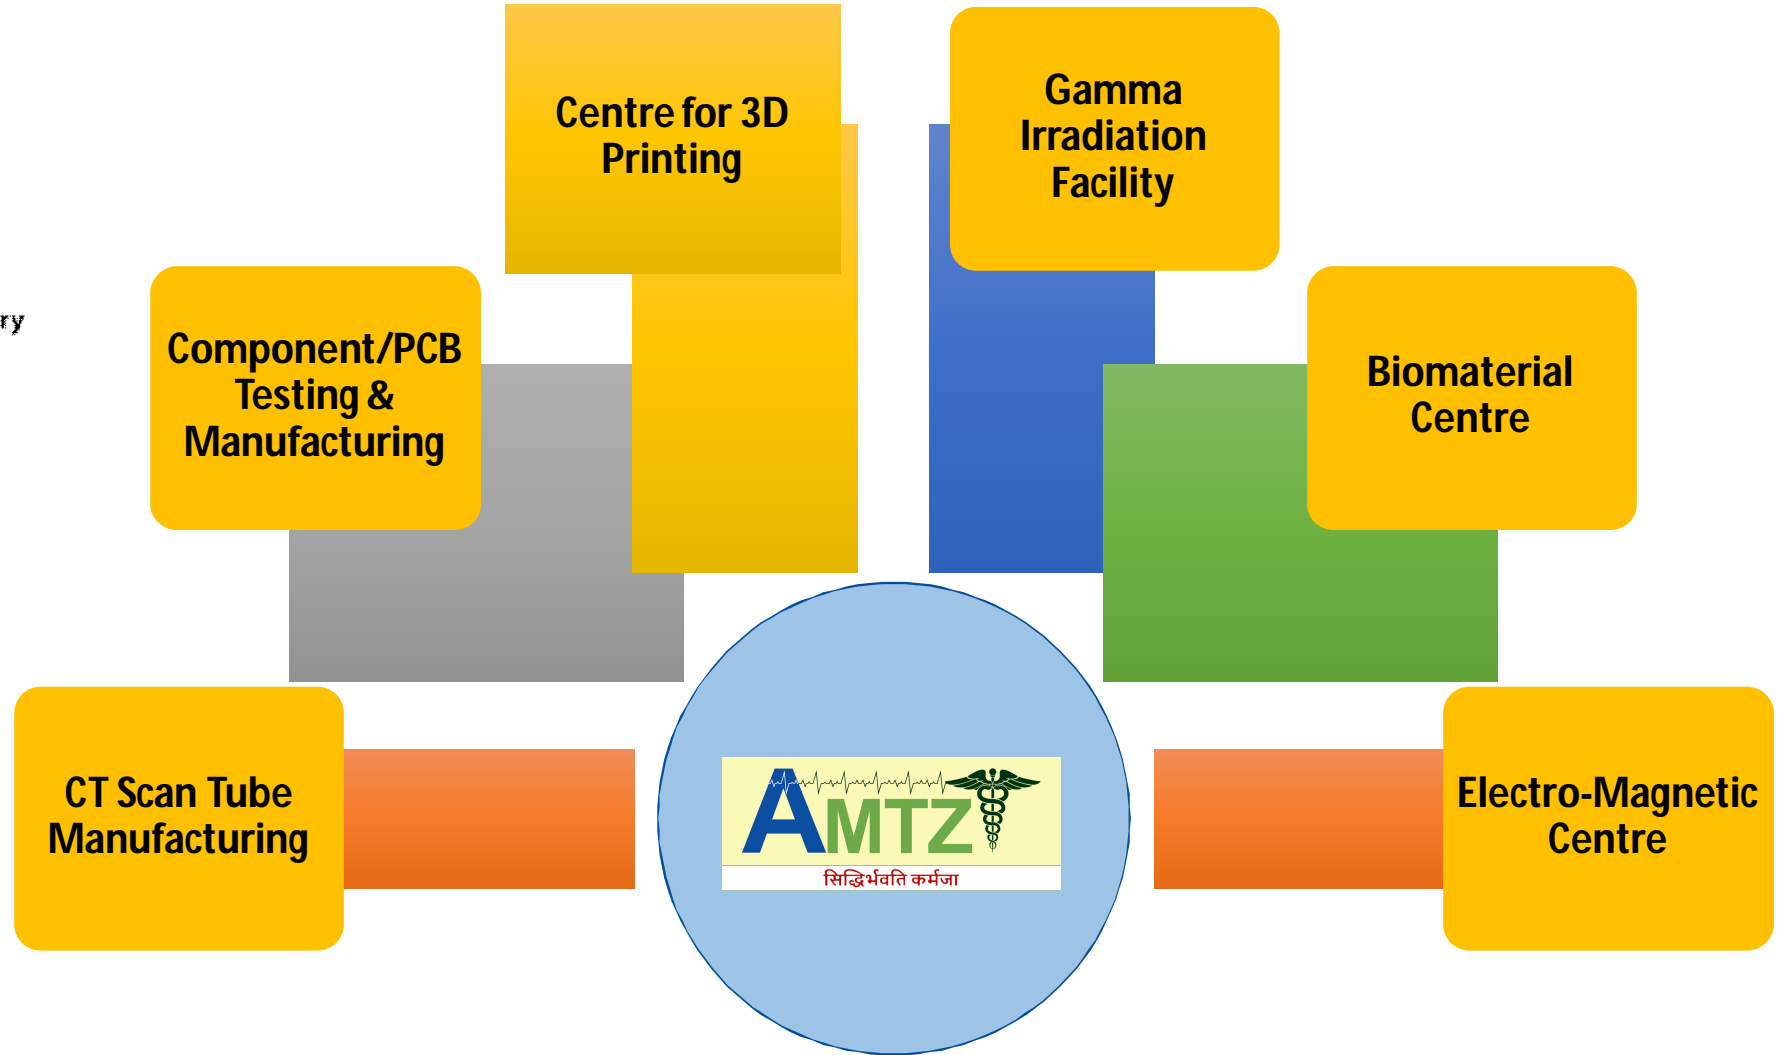 Centre for 3D
Printing
Gamma
Irradiation
Facility
ry
Component/PCB
Testing &
Manufacturing
Biomaterial
Centre
CT Scan Tube
Manufacturing
AMTZ
सिद्धिर्भवति कर्मजा
Electro-Magnetic
Centre